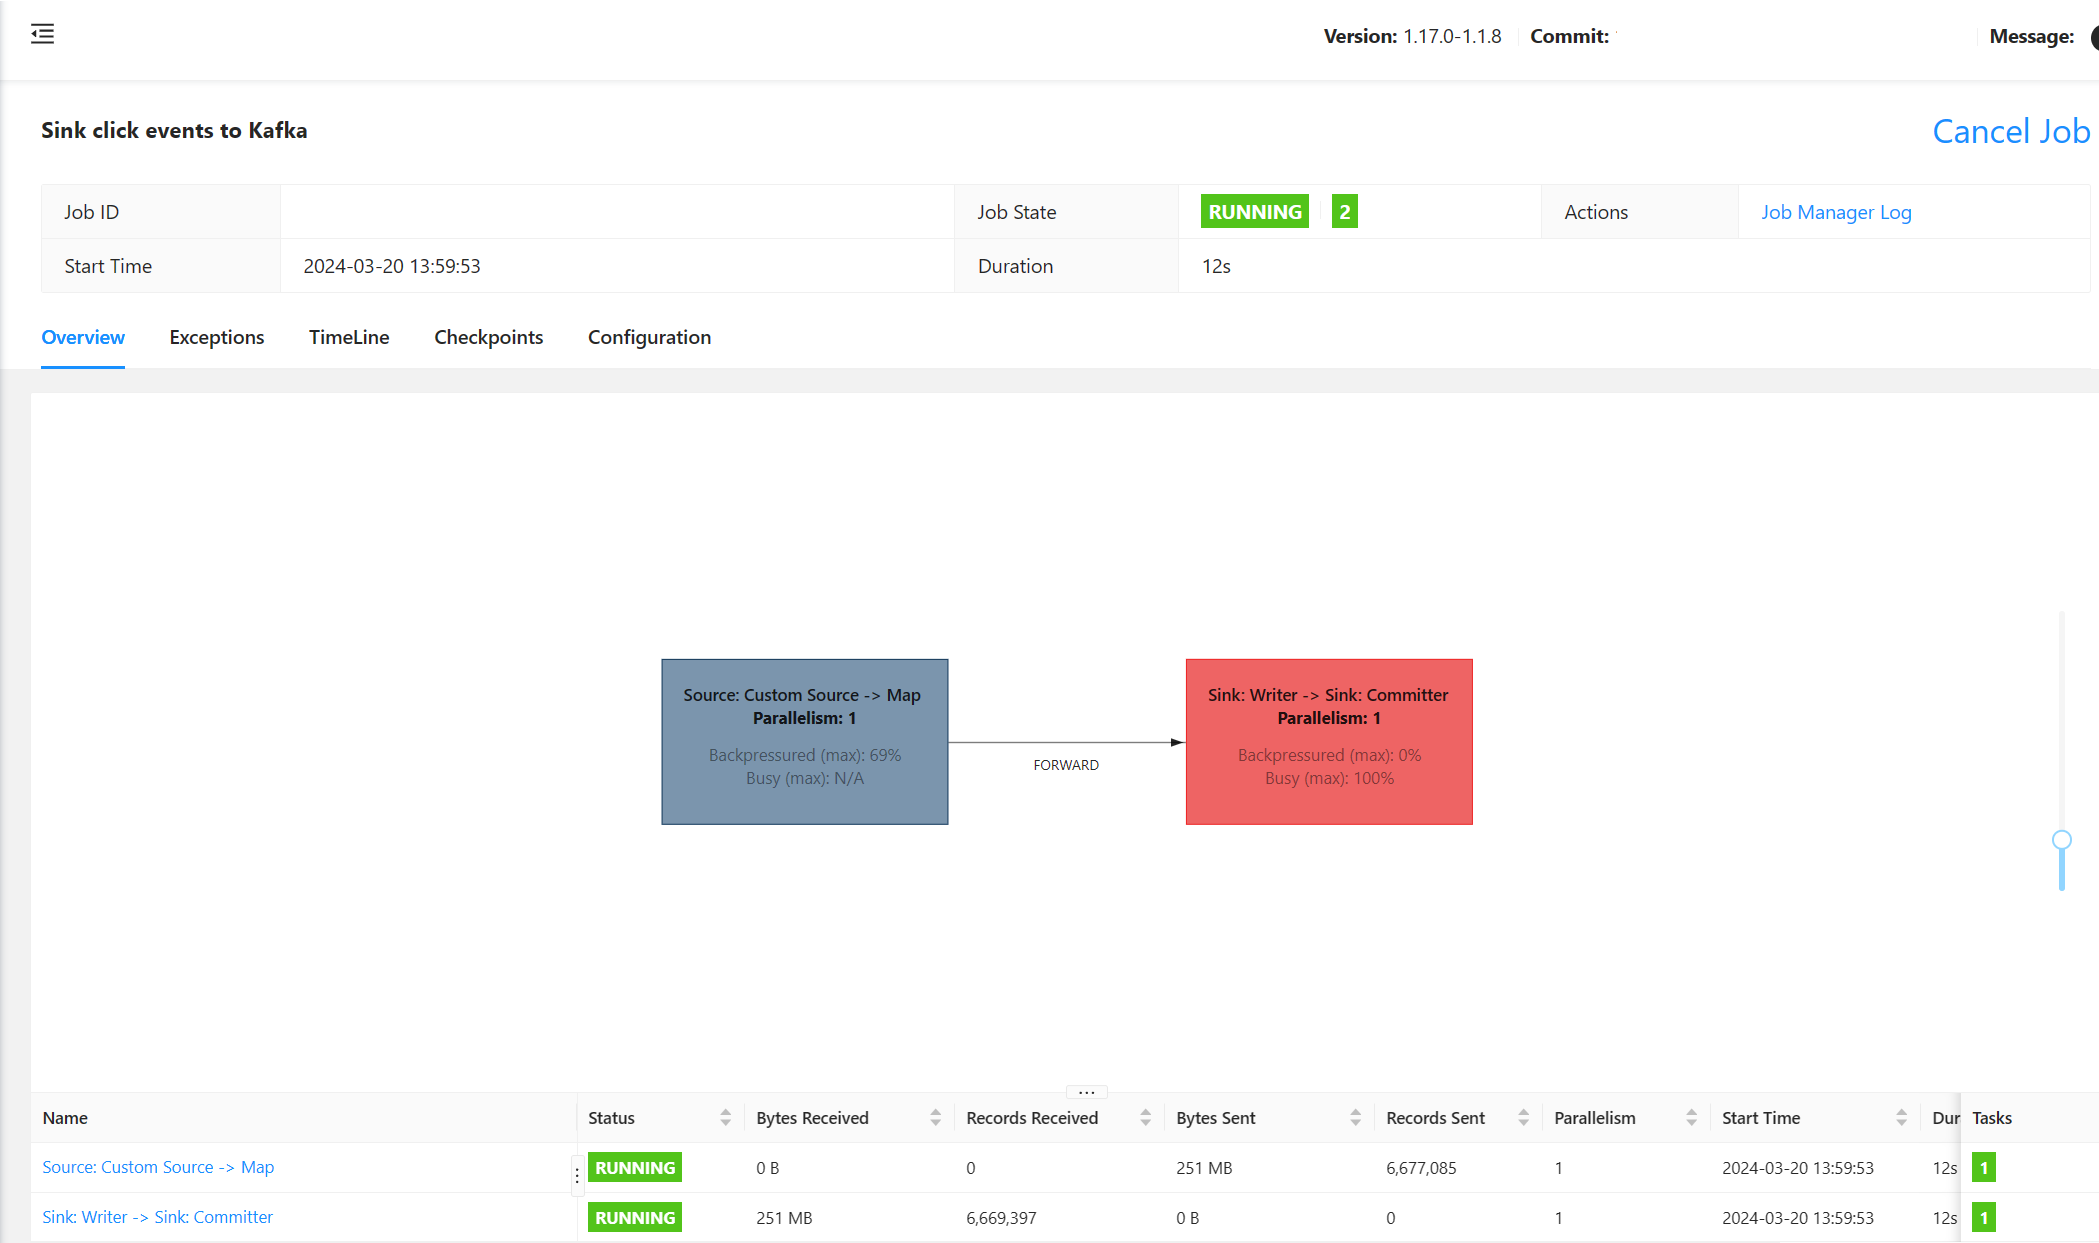 Version: 1.17.0-1.1.8 Commit: Message:
Sink click events to Kafka Cancel Job
Job ID Job State RUNNING 2 Actions Job Manager Log
Start Time 2024-03-20 13:59:53 Duration 12s
Overview Exceptions TimeLine Checkpoints Configuration
Source: Custom Source -> Map
Parallelism: 1
Backpressured (max): 69%
Busy (max): N/A
FORWARD
Sink: Writer -> Sink: Committer
Parallelism: 1
Backpressured (max): 0%
Busy (max): 100%
Name Status Bytes Received Records Received Bytes Sent Records Sent Parallelism Start Time Dur Tasks
Source: Custom Source -> Map RUNNING 0 B 0 251 MB 6,677,085 1 2024-03-20 13:59:53 12s 1
Sink: Writer -> Sink: Committer RUNNING 251 MB 6,669,397 0 B 0 1 2024-03-20 13:59:53 12s 1